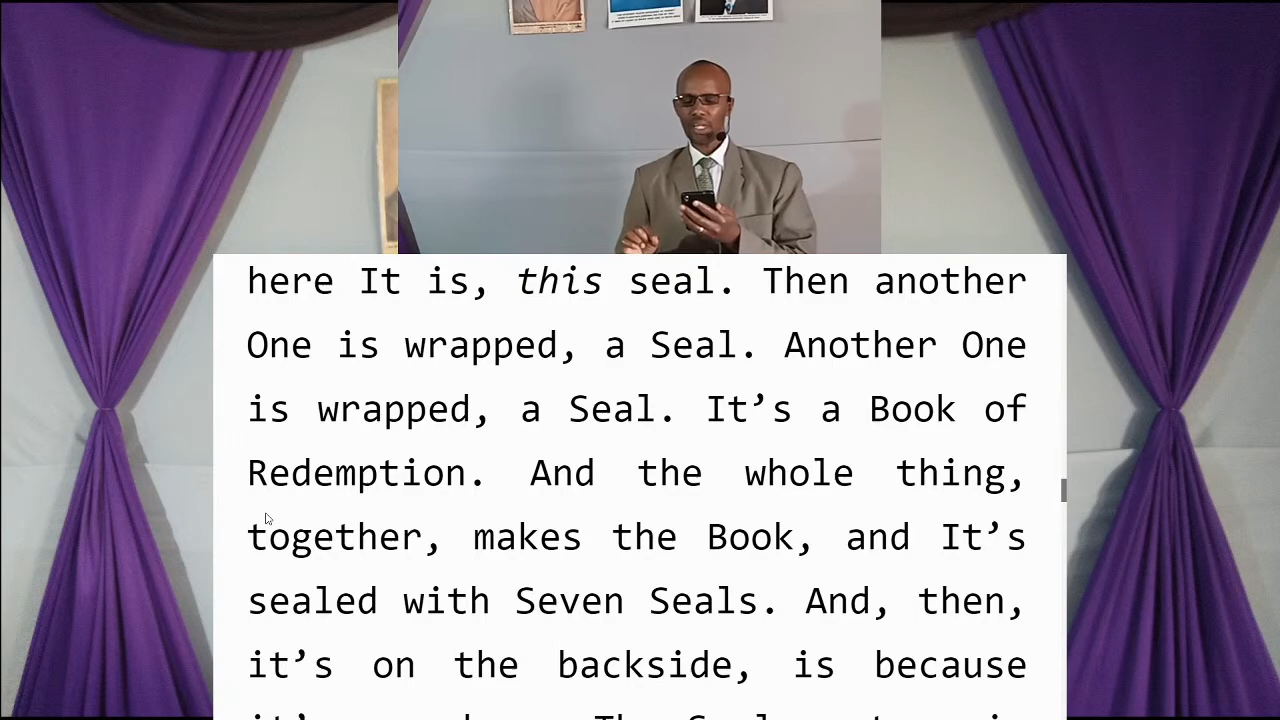 here It is, this seal. Then another
One is wrapped, a Seal. Another One
is wrapped, a Seal. It’s a Book of
Redemption. And the whole thing,
together, makes the Book, and It’s
sealed with Seven Seals. And, then,
it’s on the backside, is because